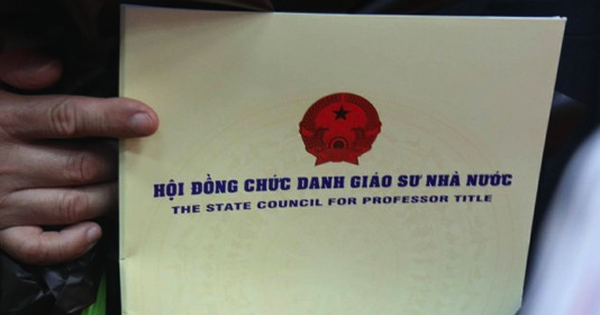 HỘI ĐỒNG CHỨC DANH GIÁO SƯ NHÀ NƯỚC
THE STATE COUNCIL FOR PROFESSOR TITLE